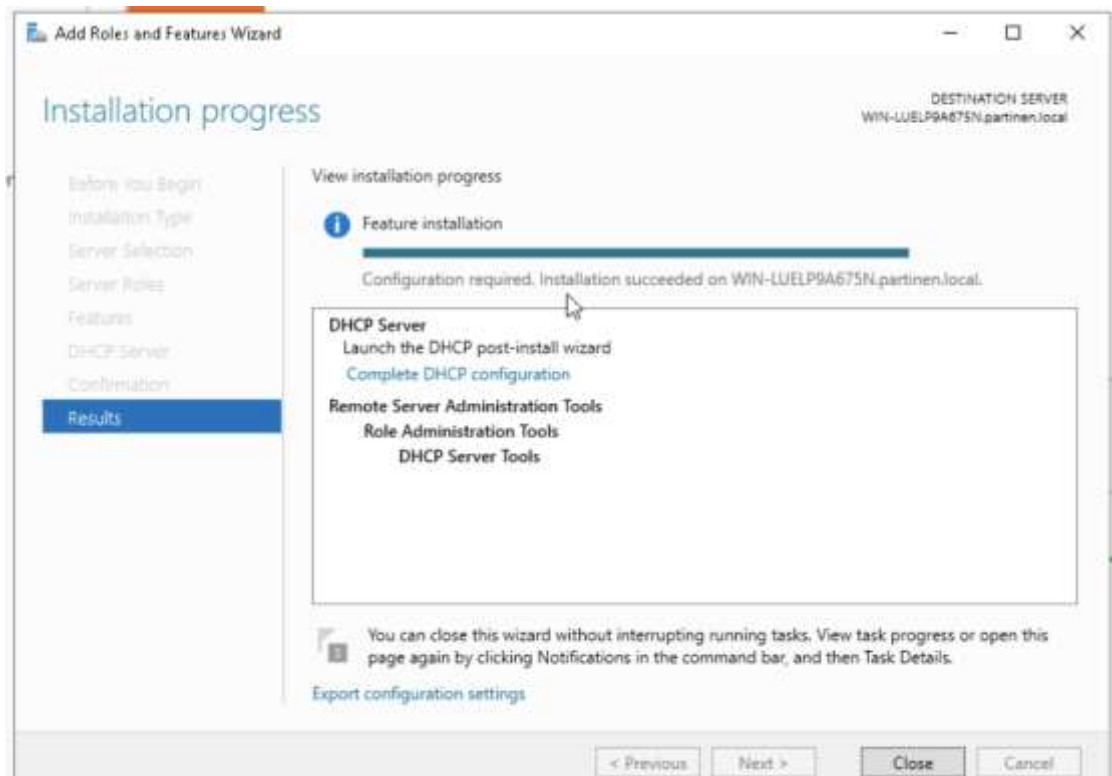 Add Roles and Features Wizard
Installation progress
DESTINATION SERVER
WIN-LUELP9A675N.partinen.local
Before You Begin
Installation Type
Server Selection
Server Roles
Features
DHCP Server
Confirmation
Results
View installation progress
Feature installation
Configuration required. Installation succeeded on WIN-LUELP9A675N.partinen.local.
DHCP Server
Launch the DHCP post-install wizard
Complete DHCP configuration
Remote Server Administration Tools
Role Administration Tools
DHCP Server Tools
You can close this wizard without interrupting running tasks. View task progress or open this
page again by clicking Notifications in the command bar, and then Task Details.
Export configuration settings
< Previous
Next >
Close
Cancel